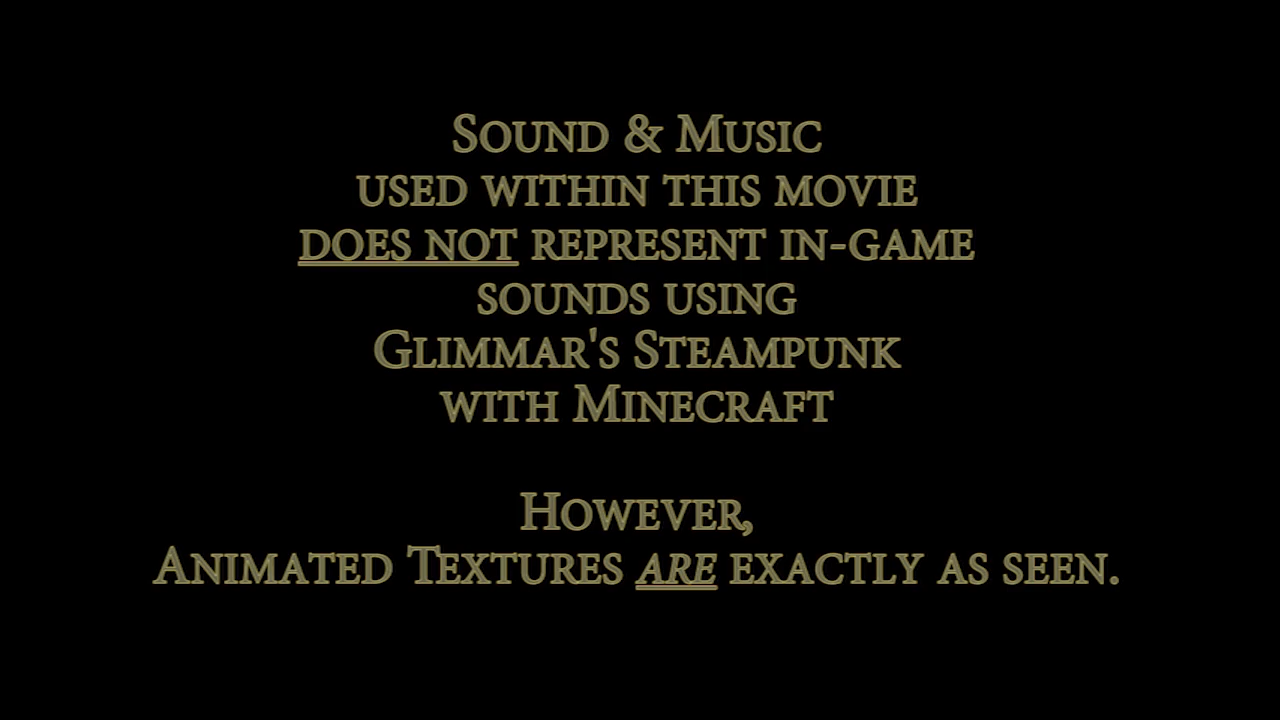 Sound & Music
used within this movie
does not represent in-game
sounds using
Glimmar's Steampunk
with Minecraft
However,
Animated Textures are exactly as seen.